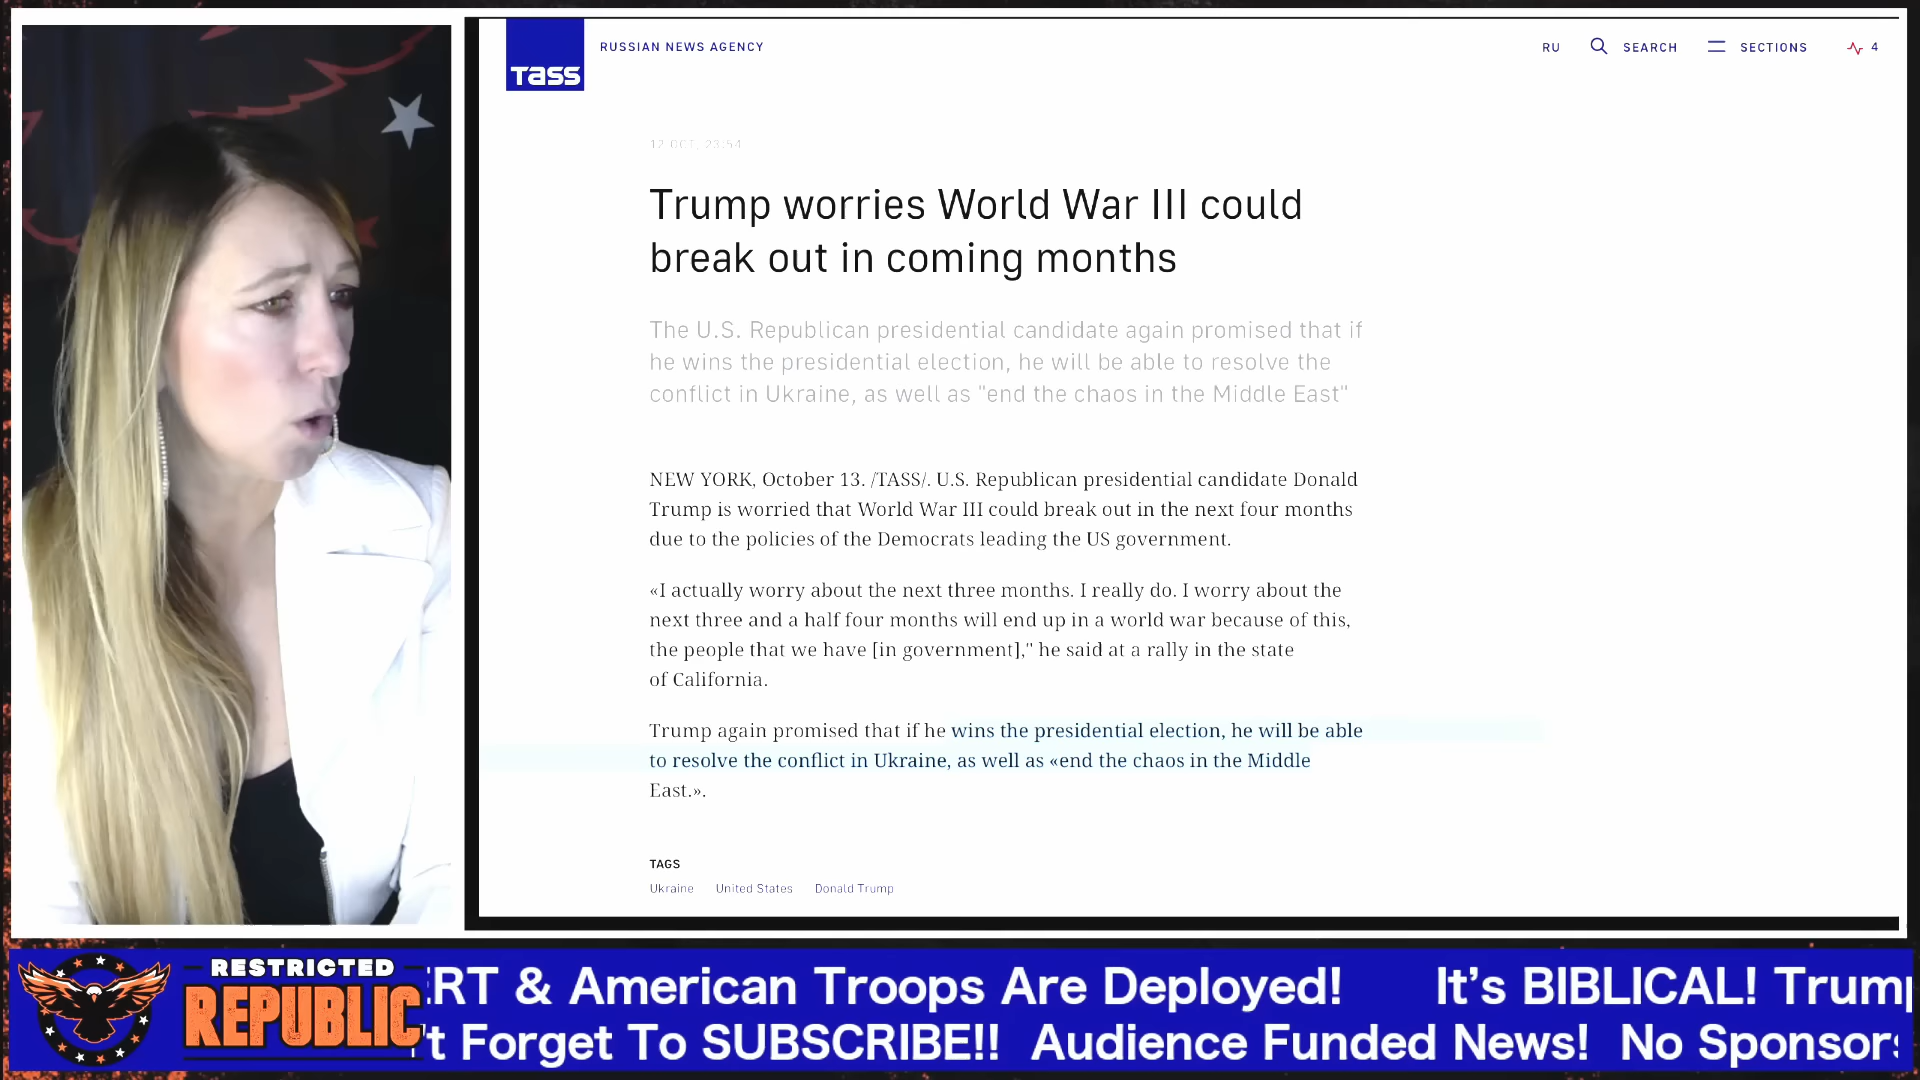 Tass
RUSSIAN NEWS AGENCY
RU
SEARCH
SECTIONS
4
12 OCT, 23:54
Trump worries World War III could
break out in coming months
The U.S. Republican presidential candidate again promised that if
he wins the presidential election, he will be able to resolve the
conflict in Ukraine, as well as "end the chaos in the Middle East"
NEW YORK, October 13. /TASS/. U.S. Republican presidential candidate Donald
Trump is worried that World War III could break out in the next four months
due to the policies of the Democrats leading the US government.
«I actually worry about the next three months. I really do. I worry about the
next three and a half four months will end up in a world war because of this,
the people that we have [in government]," he said at a rally in the state
of California.
Trump again promised that if he wins the presidential election, he will be able
to resolve the conflict in Ukraine, as well as «end the chaos in the Middle
East.».
TAGS
Ukraine United States Donald Trump
RESTRICTED
REPUBLIC
ERT & American Troops Are Deployed! It's BIBLICAL! Trump
't Forget To SUBSCRIBE!! Audience Funded News! No Sponsors